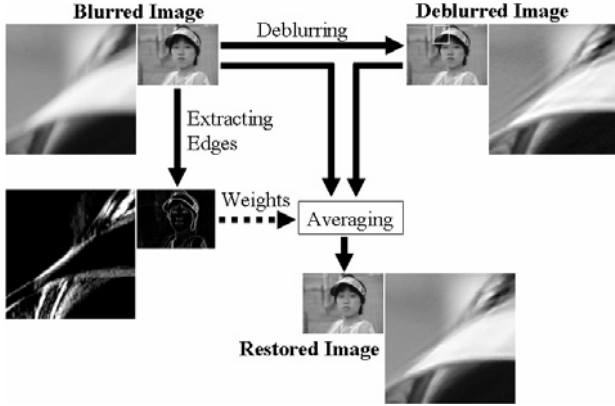 Blurred Image
Deblurred Image
Deblurring
Extracting
Edges
Weights
Averaging
Restored Image